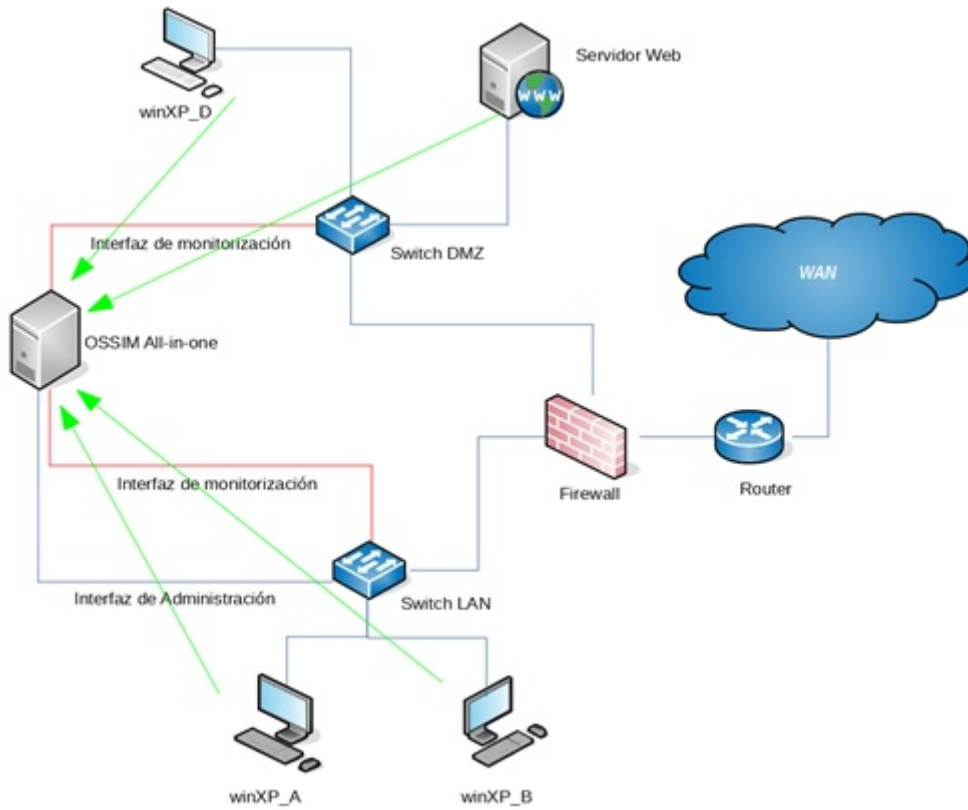 Servidor Web
WWW
winXP_D
Interfaz de monitorización
Switch DMZ
WAN
OSSIM All-in-one
Interfaz de monitorización
Firewall
Router
Interfaz de Administración
Switch LAN
winXP_A
winXP_B